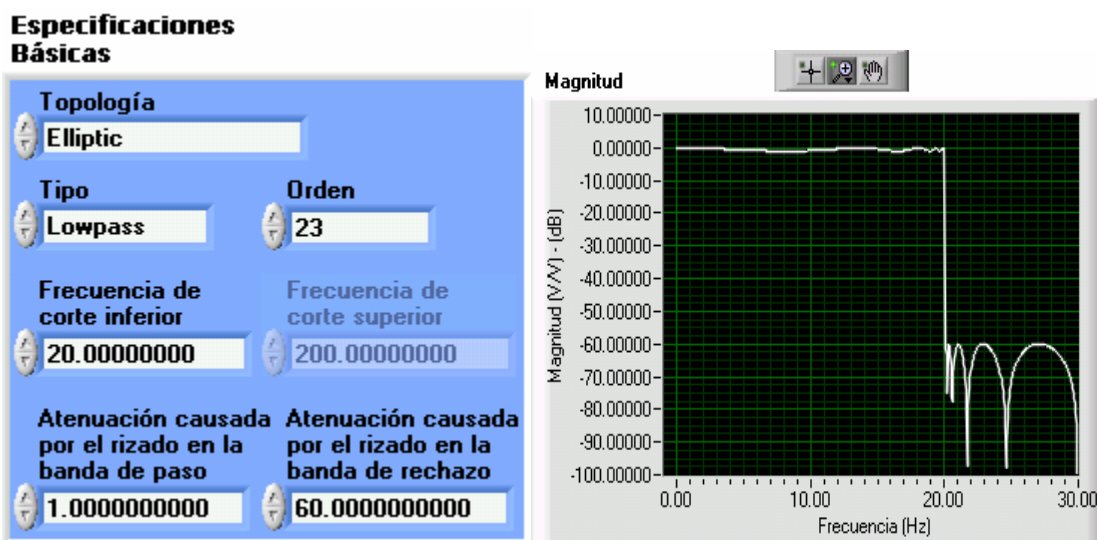 Especificaciones
Básicas
Topología
Elliptic
Tipo
Orden
Lowpass
23
Frecuencia de
corte inferior
Frecuencia de
corte superior
20.00000000
200.00000000
Atenuación causada
por el rizado en la
banda de paso
Atenuación causada
por el rizado en la
banda de rechazo
1.0000000000
60.0000000000
Magnitud
Magnitud (V/V) - (dB)
10.00000
0.00000
-10.00000
-20.00000
-30.00000
-40.00000
-50.00000
-60.00000
-70.00000
-80.00000
-90.00000
-100.00000
0.00
10.00
20.00
30.00
Frecuencia (Hz)